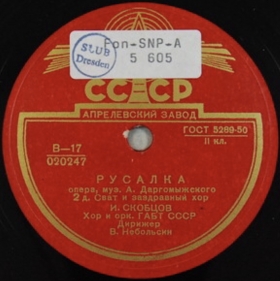 Fon-SNP-A
5 605
SLUB
Dresden
СССР
АПРЕЛЕВСКИЙ ЗАВОД
ГОСТ 5289-50
II кл.
В-17
020247
РУСАЛКА
опера, муз. А. Даргомыжского
2 д. Сват и заздравный хор
И. СКОБЦОВ
Хор и орк. ГАБТ СССР
Дирижер
В. Небольсин